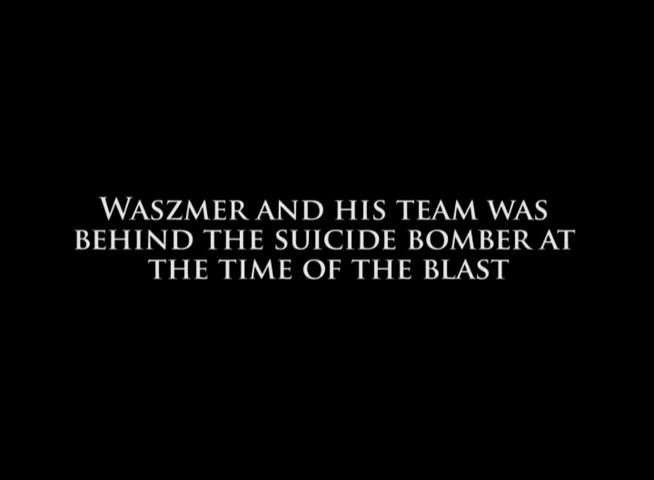 Waszmer and his team was
behind the suicide bomber at
the time of the blast